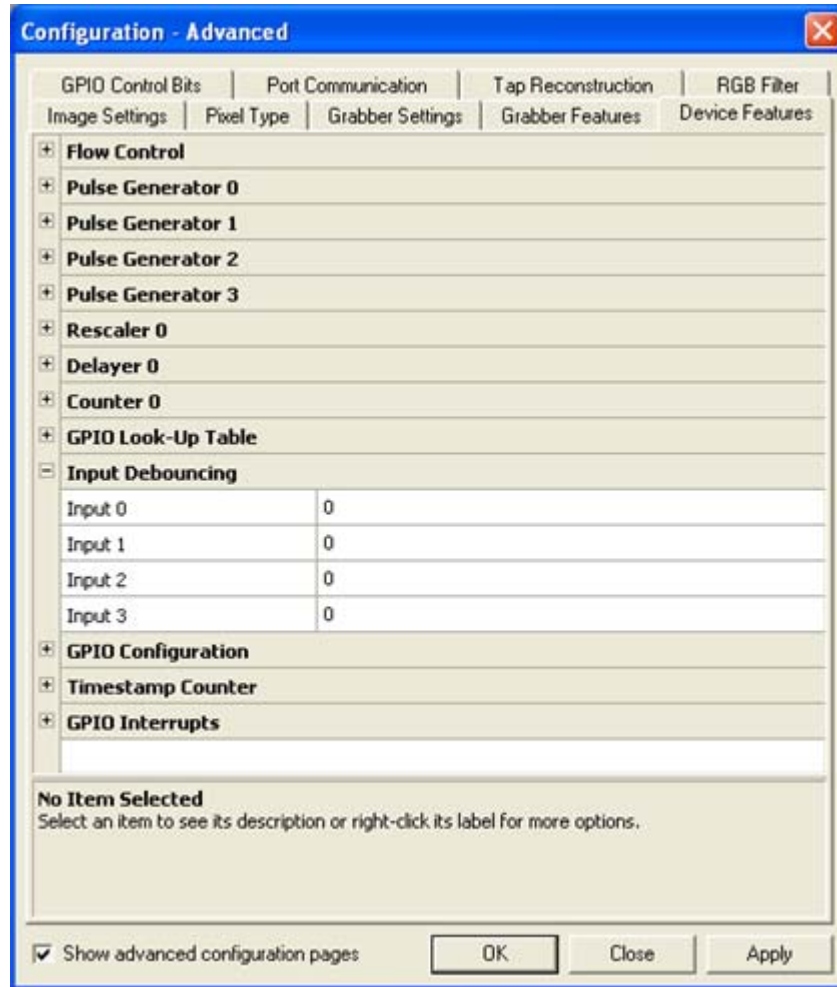 Configuration - Advanced
GPIO Control Bits Port Communication Tap Reconstruction RGB Filter
Image Settings Pixel Type Grabber Settings Grabber Features Device Features
Flow Control
Pulse Generator 0
Pulse Generator 1
Pulse Generator 2
Pulse Generator 3
Rescaler 0
Delayer 0
Counter 0
GPIO Look-Up Table
Input Debouncing
Input 0 0
Input 1 0
Input 2 0
Input 3 0
GPIO Configuration
Timestamp Counter
GPIO Interrupts
No Item Selected
Select an item to see its description or right-click its label for more options.
Show advanced configuration pages OK Close Apply